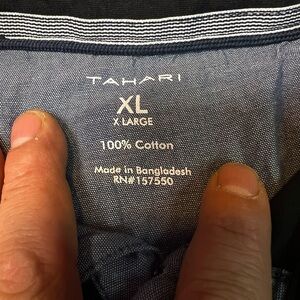 TAHARI
XL
X LARGE
100% Cotton
Made in Bangladesh
RN#157550